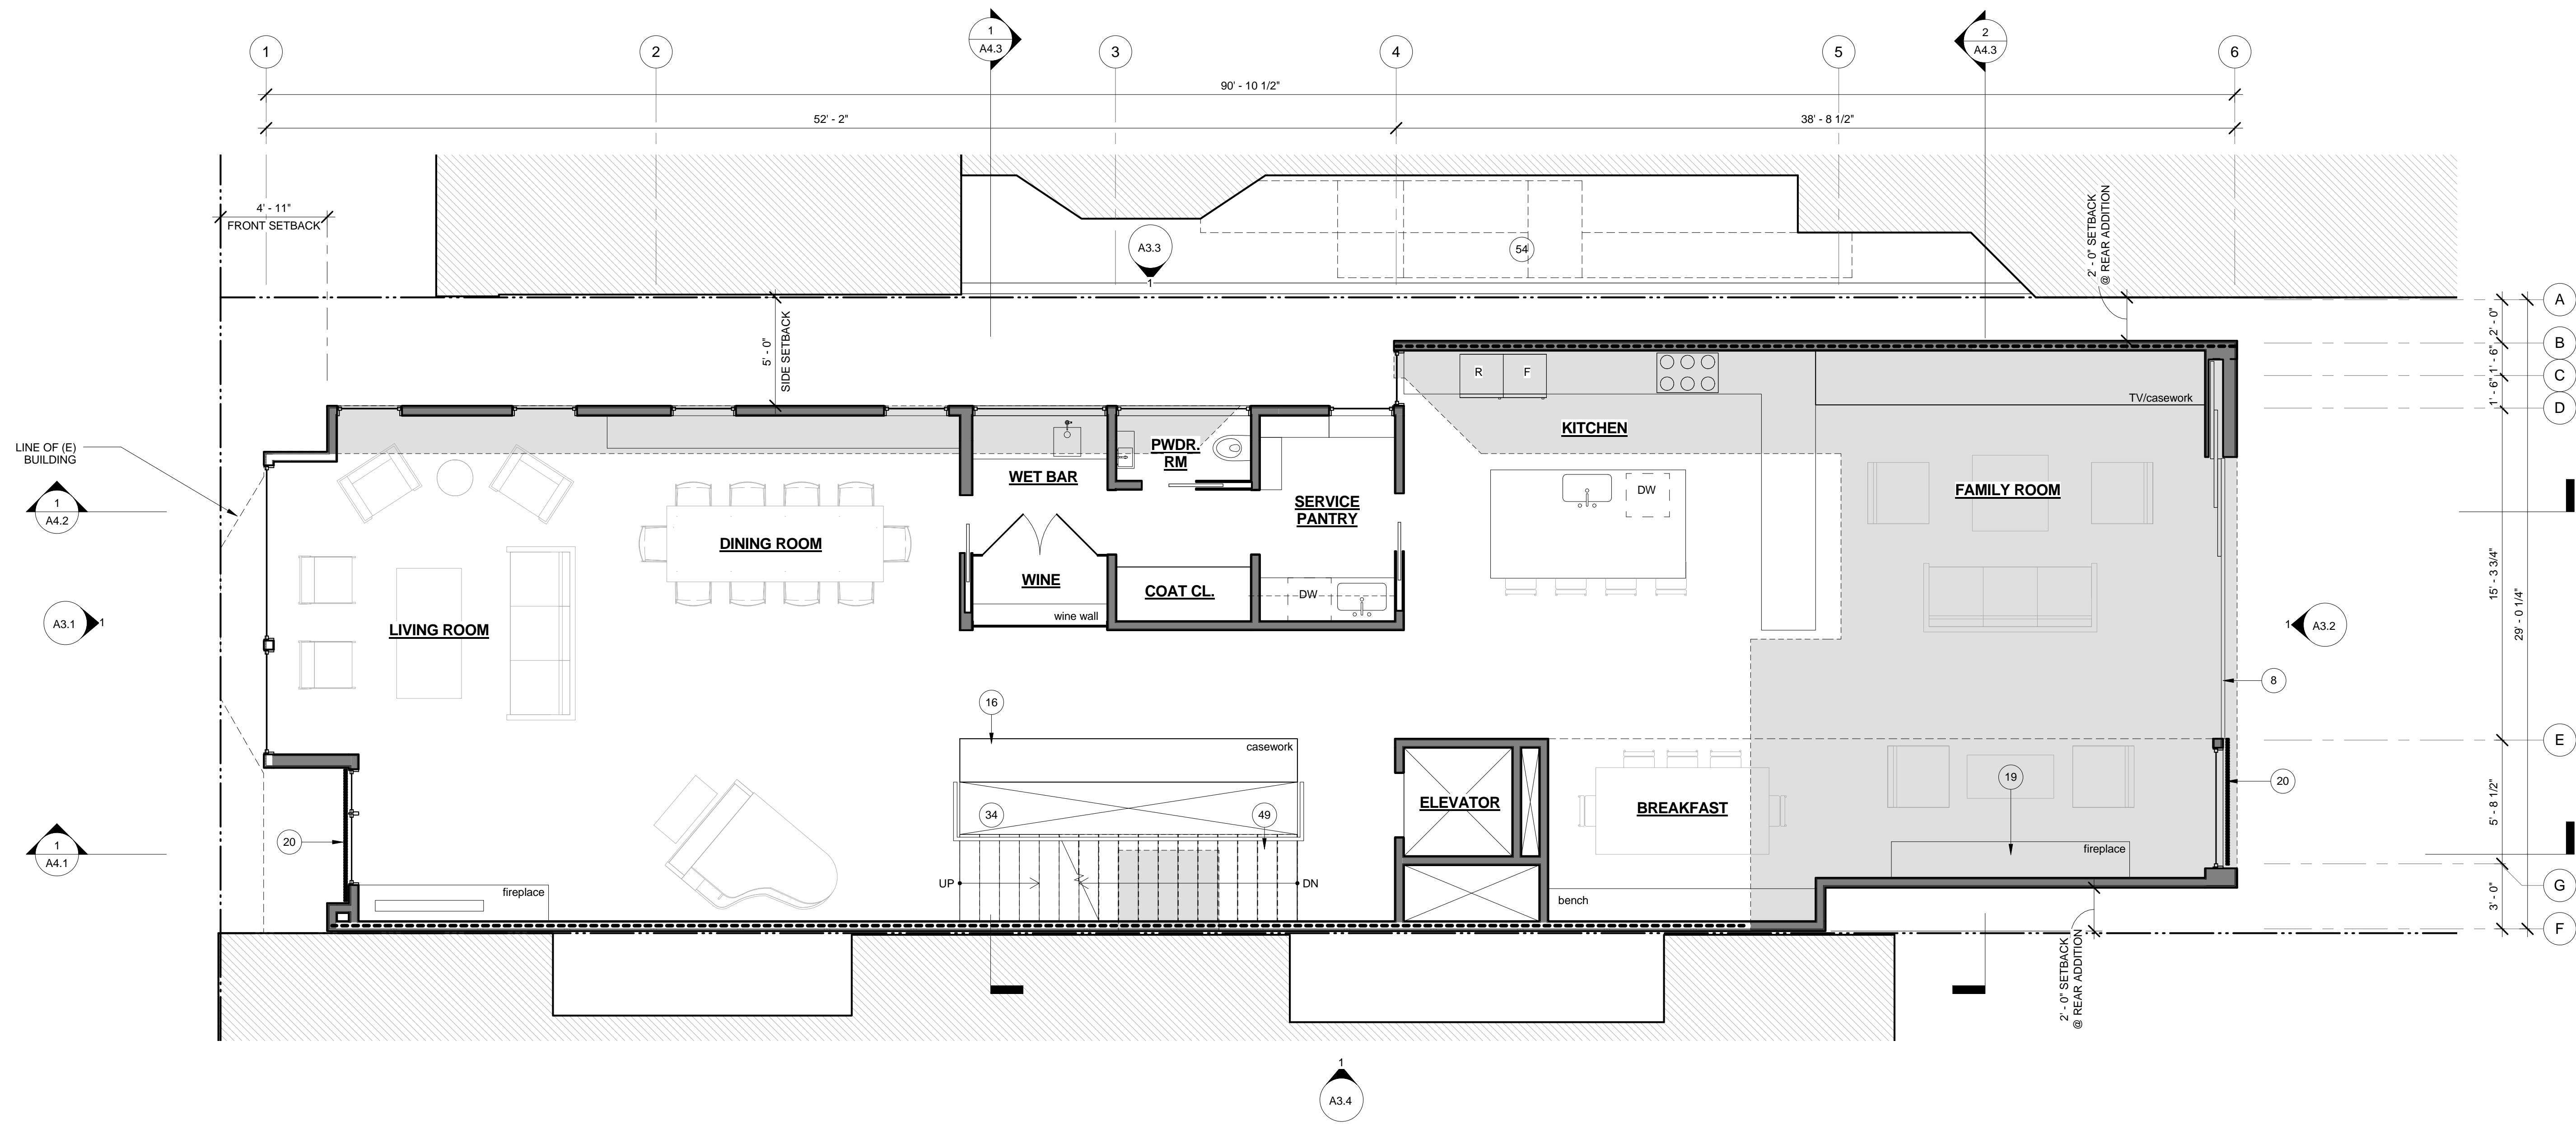 1
2
1
A4.3
3
4
5
2
A4.3
6
90' - 10 1/2"
52' - 2"
38' - 8 1/2"
4' - 11"
FRONT SETBACK
A3.3
1
54
2' - 0" SETBACK
@ REAR ADDITION
5' - 0"
SIDE SETBACK
A
2' - 0"
B
1' - 6"
C
1' - 6"
D
R
F
TV/casework
KITCHEN
LINE OF (E)
BUILDING
PWDR.
RM
WET BAR
SERVICE
PANTRY
DW
FAMILY ROOM
1
A4.2
DINING ROOM
WINE
COAT CL.
DW
wine wall
15' - 3 3/4"
29' - 0 1/4"
A3.1
1
LIVING ROOM
1
A3.2
8
16
casework
E
34
49
ELEVATOR
BREAKFAST
19
20
5' - 8 1/2"
1
A4.1
20
fireplace
fireplace
UP
DN
bench
G
3' - 0"
F
2' - 0" SETBACK
@ REAR ADDITION
1
A3.4